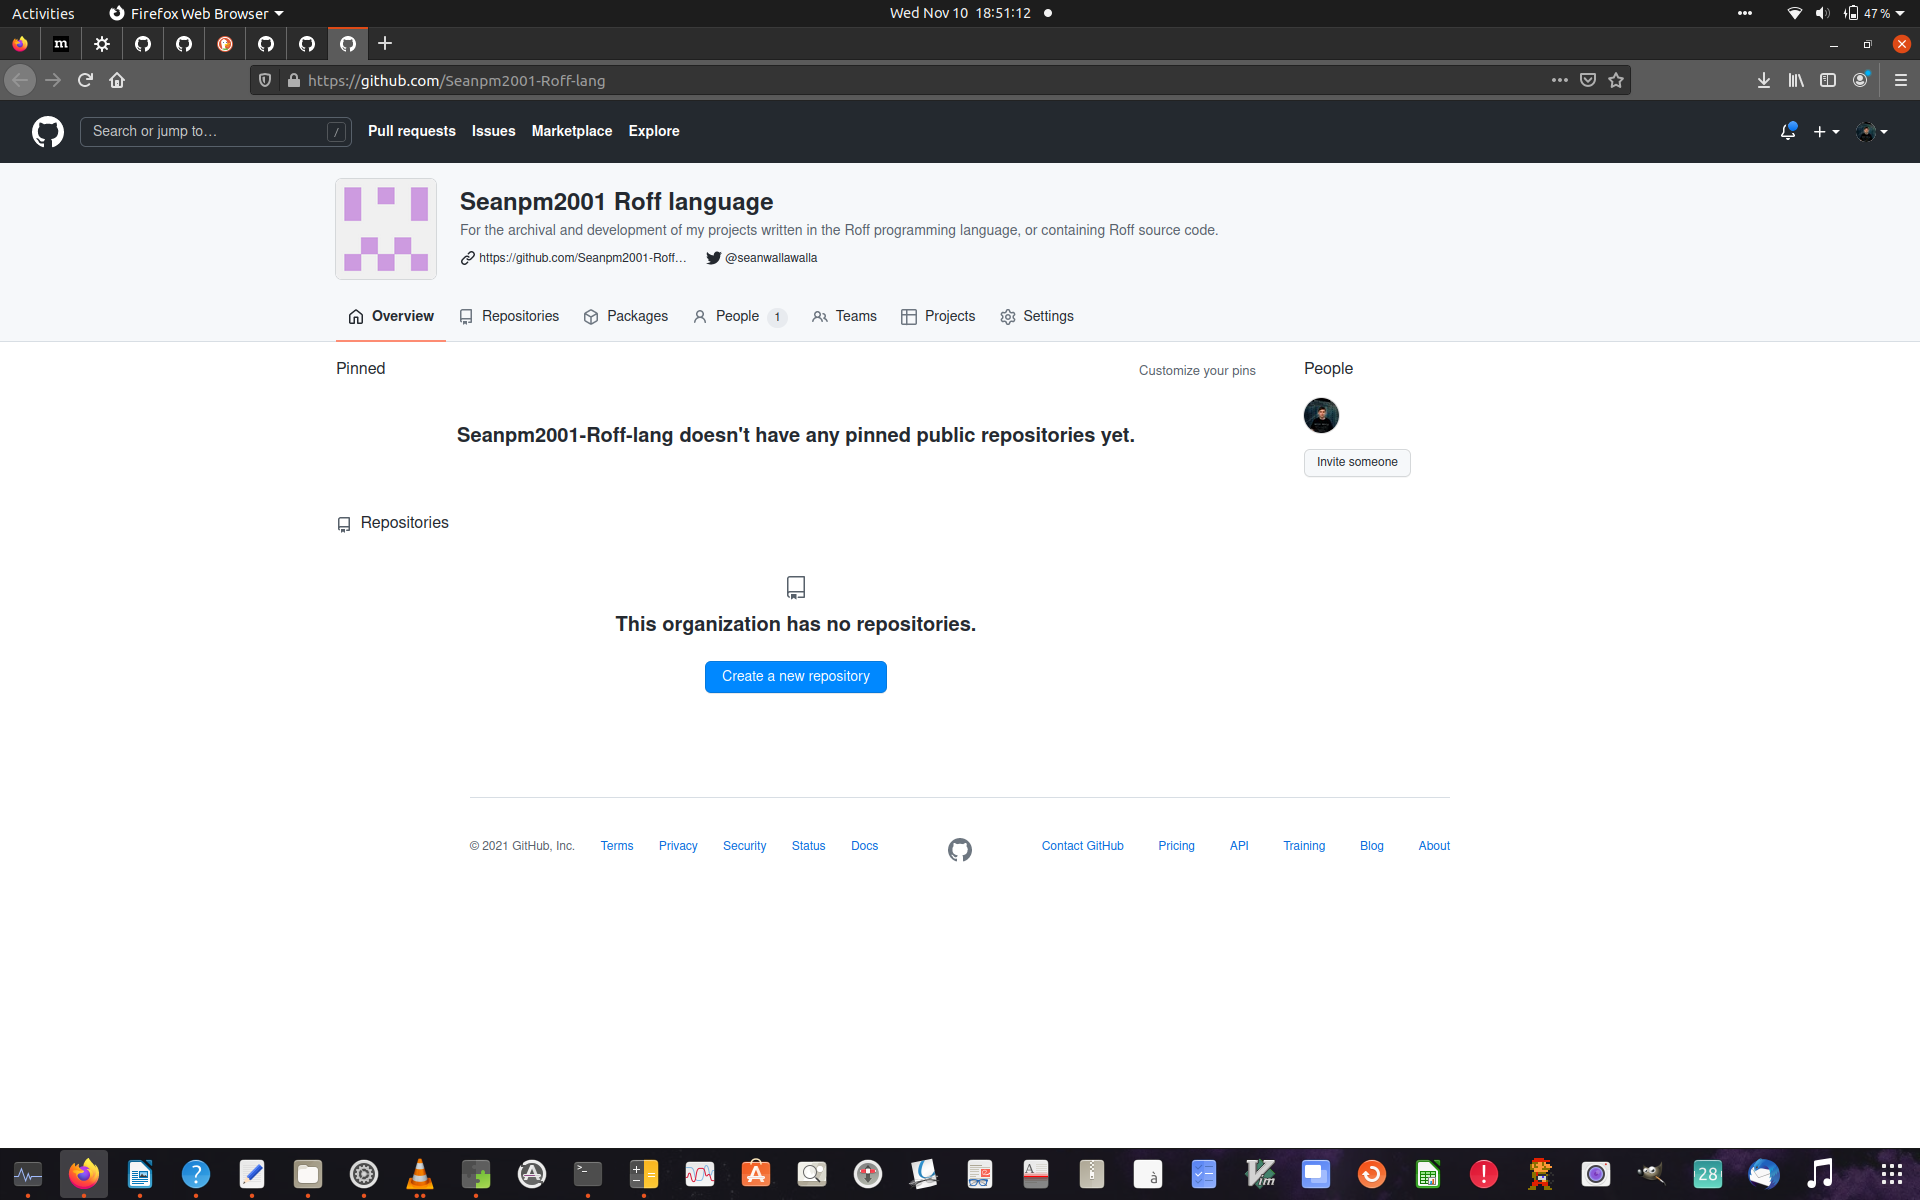 Activities Firefox Web Browser Wed Nov 10 18:51:12 47 %
m
https://github.com/Seanpm2001-Roff-lang
Search or jump to… / Pull requests Issues Marketplace Explore
Seanpm2001 Roff language
For the archival and development of my projects written in the Roff programming language, or containing Roff source code.
https://github.com/Seanpm2001-Roff… @seanwallawalla
Overview Repositories Packages People 1 Teams Projects Settings
Pinned Customize your pins People
Seanpm2001-Roff-lang doesn't have any pinned public repositories yet.
Invite someone
Repositories
This organization has no repositories.
Create a new repository
© 2021 GitHub, Inc. Terms Privacy Security Status Docs Contact GitHub Pricing API Training Blog About
? >_ A à Vim ! 28